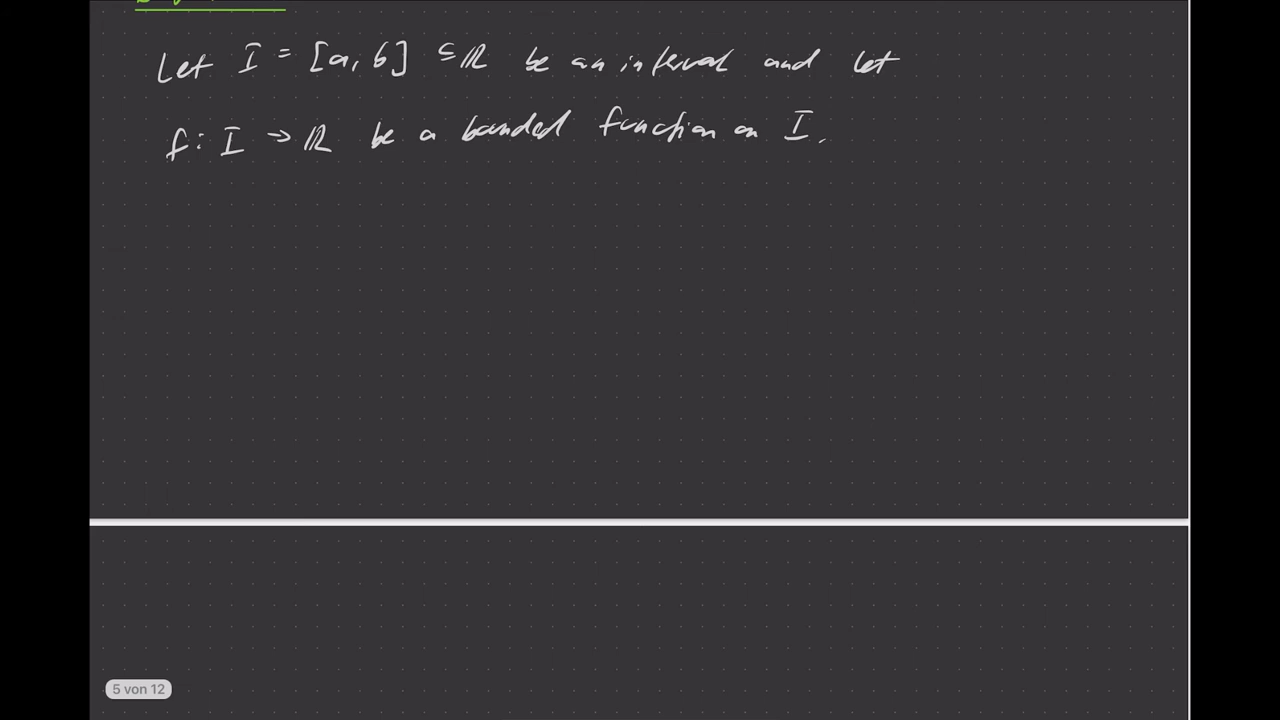 Let I = [a, b] ⊆ ℝ be an interval and let
f: I → ℝ be a bounded function on I.
5 von 12